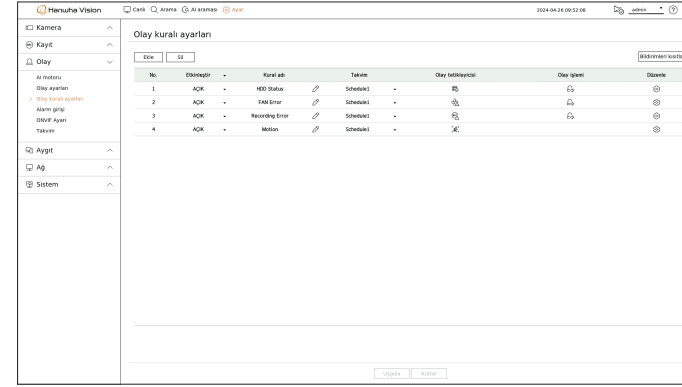 Hanwha Vision
Canlı Arama AI araması Ayar
2024-04-26 09:52:08
admin
Kamera
Kayıt
Olay
AI motoru
Olay ayarları
Olay kuralı ayarları
Alarm girişi
ONVIF Ayarı
Takvim
Aygıt
Ağ
Sistem
Olay kuralı ayarları
Ekle Sil
Bildirimleri kısıtla
No. Etkinleştir Kural adı Takvim Olay tetikleyicisi Olay işlemi Düzenle
1 AÇIK HDD Status Schedule1
2 AÇIK FAN Error Schedule1
3 AÇIK Recording Error Schedule1
4 AÇIK Motion Schedule1
Uygula Kurtar